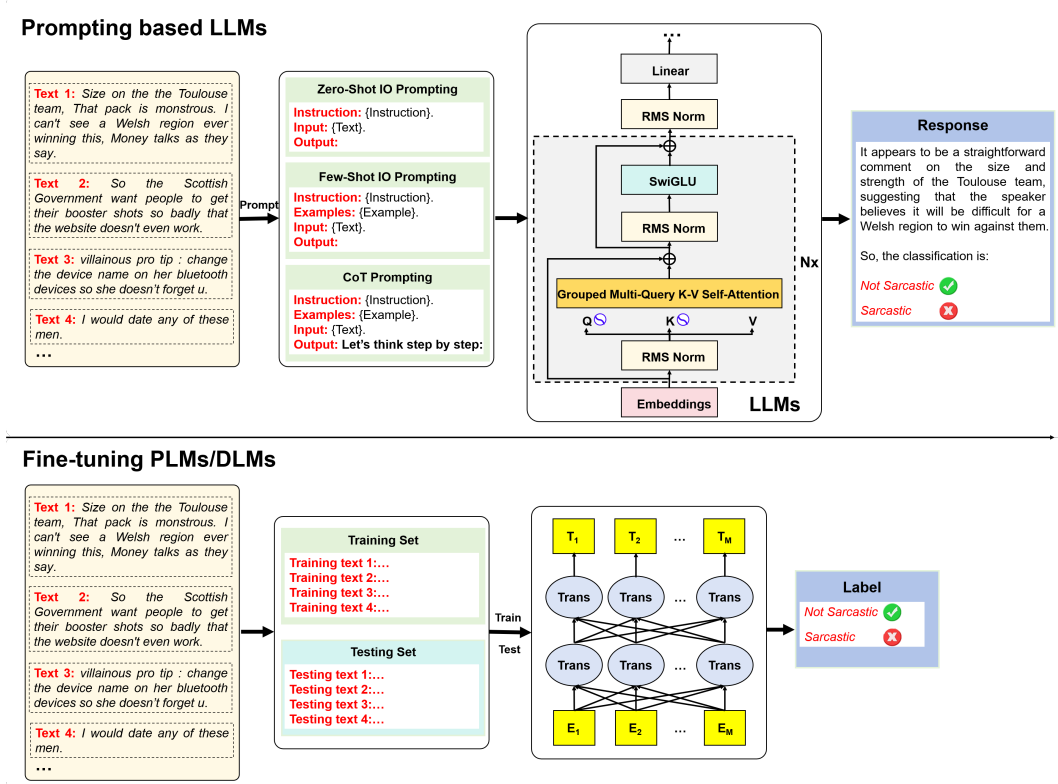 Prompting based LLMs
Text 1: Size on the the Toulouse
team, That pack is monstrous. I
can't see a Welsh region ever
winning this, Money talks as they
say.
Text 2: So the Scottish
Government want people to get
their booster shots so badly that
the website doesn't even work.
Text 3: villainous pro tip : change
the device name on her bluetooth
devices so she doesn't forget u.
Text 4: I would date any of these
men.
...
Prompt
Zero-Shot IO Prompting
Instruction: {Instruction}.
Input: {Text}.
Output:
Few-Shot IO Prompting
Instruction: {Instruction}.
Examples: {Example}.
Input: {Text}.
Output:
CoT Prompting
Instruction: {Instruction}.
Examples: {Example}.
Input: {Text}.
Output: Let's think step by step:
...
Linear
RMS Norm
SwiGLU
RMS Norm
Nx
Grouped Multi-Query K-V Self-Attention
Q K V
RMS Norm
Embeddings
LLMs
Response
It appears to be a straightforward
comment on the size and
strength of the Toulouse team,
suggesting that the speaker
believes it will be difficult for a
Welsh region to win against them.
So, the classification is:
Not Sarcastic
Sarcastic
Fine-tuning PLMs/DLMs
Text 1: Size on the the Toulouse
team, That pack is monstrous. I
can't see a Welsh region ever
winning this, Money talks as they
say.
Text 2: So the Scottish
Government want people to get
their booster shots so badly that
the website doesn't even work.
Text 3: villainous pro tip : change
the device name on her bluetooth
devices so she doesn't forget u.
Text 4: I would date any of these
men.
...
Training Set
Training text 1:...
Training text 2:...
Training text 3:...
Training text 4:...
Testing Set
Testing text 1:...
Testing text 2:...
Testing text 3:...
Testing text 4:...
Train
Test
T1 T2 ... TM
Trans Trans ... Trans
Trans Trans ... Trans
E1 E2 ... EM
Label
Not Sarcastic
Sarcastic